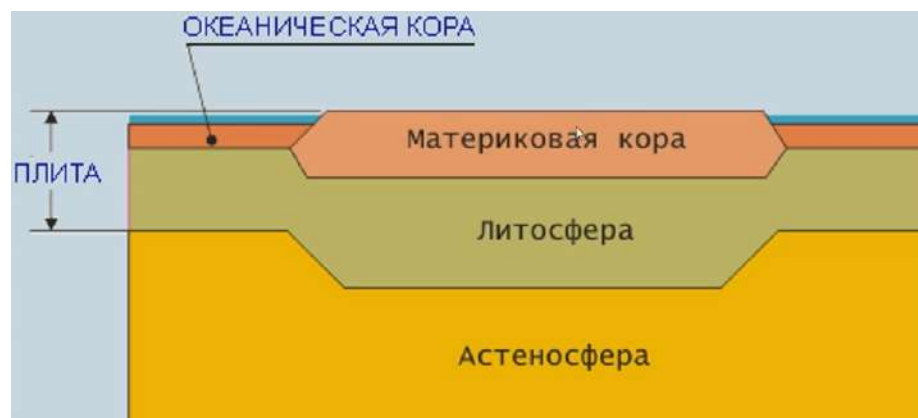 ОКЕАНИЧЕСКАЯ КОРА
Материковая кора
ПЛИТА
Литосфера
Астеносфера